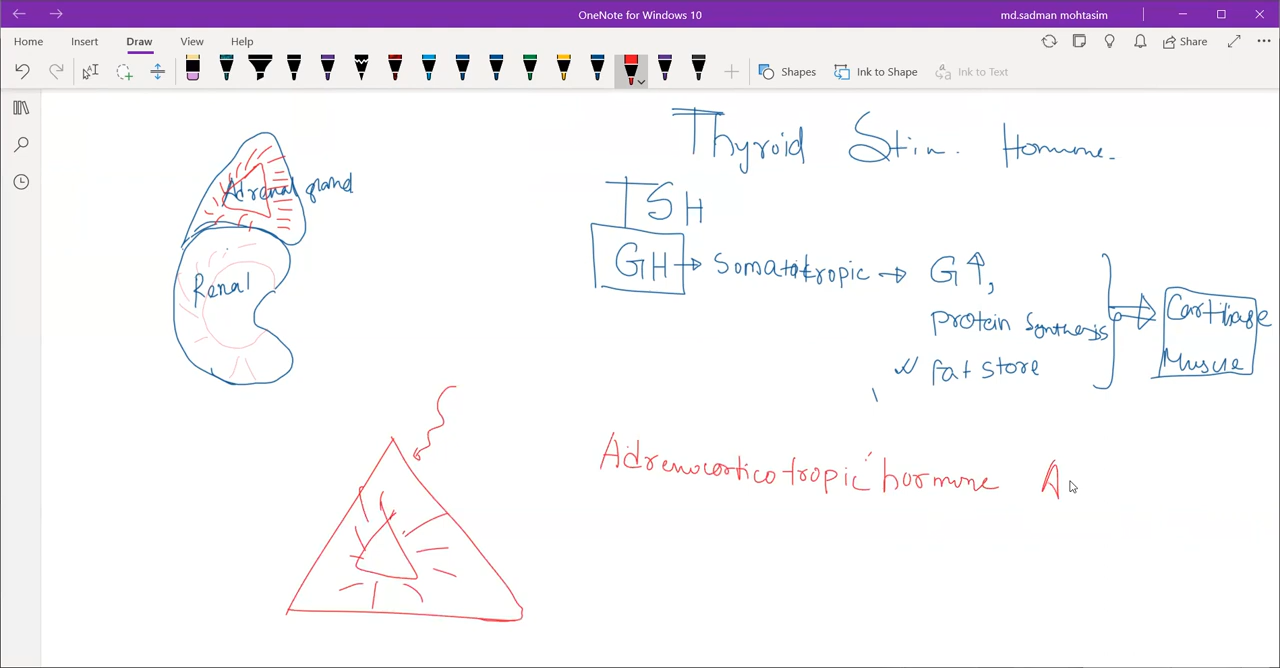 OneNote for Windows 10
md.sadman mohtasim
Home Insert Draw View Help
Share
Shapes
Ink to Shape
Ink to Text
Thyroid Stim. Hormone.
Adrenal gland
TSH
GH → Somatotropic → G↑,
Renal
protein synthesis
fat store
Cartilage
Muscle
Adrenocorticotropic hormone A